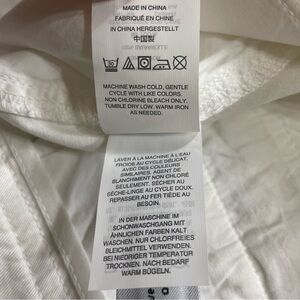 MADE IN CHINA
FABRIQUÉ EN CHINE
IN CHINA HERGESTELLT
中国製
MACHINE WASH COLD, GENTLE
CYCLE WITH LIKE COLORS
NON CHLORINE BLEACH ONLY,
TUMBLE DRY LOW. WARM IRON
AS NEEDED.
LAVER À LA MACHINE À L'EAU
FROIDE AU CYCLE DÉLICAT,
AVEC DES COULEURS
SIMILAIRES, AGENT DE
BLANCHIMENT NON CHLORÉ
SEULEMENT. SÉCHER AU
SÈCHE-LINGE AU CYCLE DOUX.
REPASSER AU FER TIÈDE AU
BESOIN.
IN DER MASCHINE IM
SCHONWASCHGANG MIT
ÄHNLICHEN FARBEN KALT
WASCHEN. NUR CHLORFREIES
BLEICHMITTEL VERWENDEN.
BEI NIEDRIGER TEMPERATUR
TROCKNEN. NACH BEDARF
WARM BÜGELN.